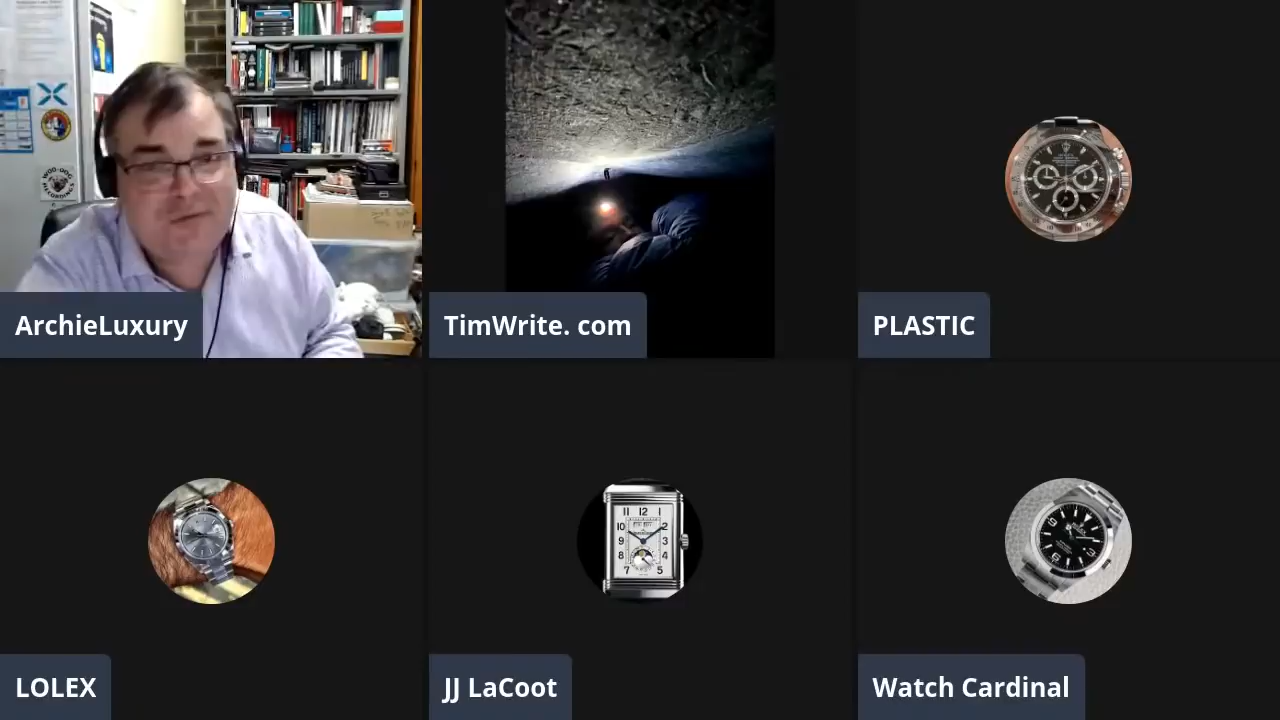 ArchieLuxury
TimWrite. com
PLASTIC
LOLEX
JJ LaCoot
Watch Cardinal